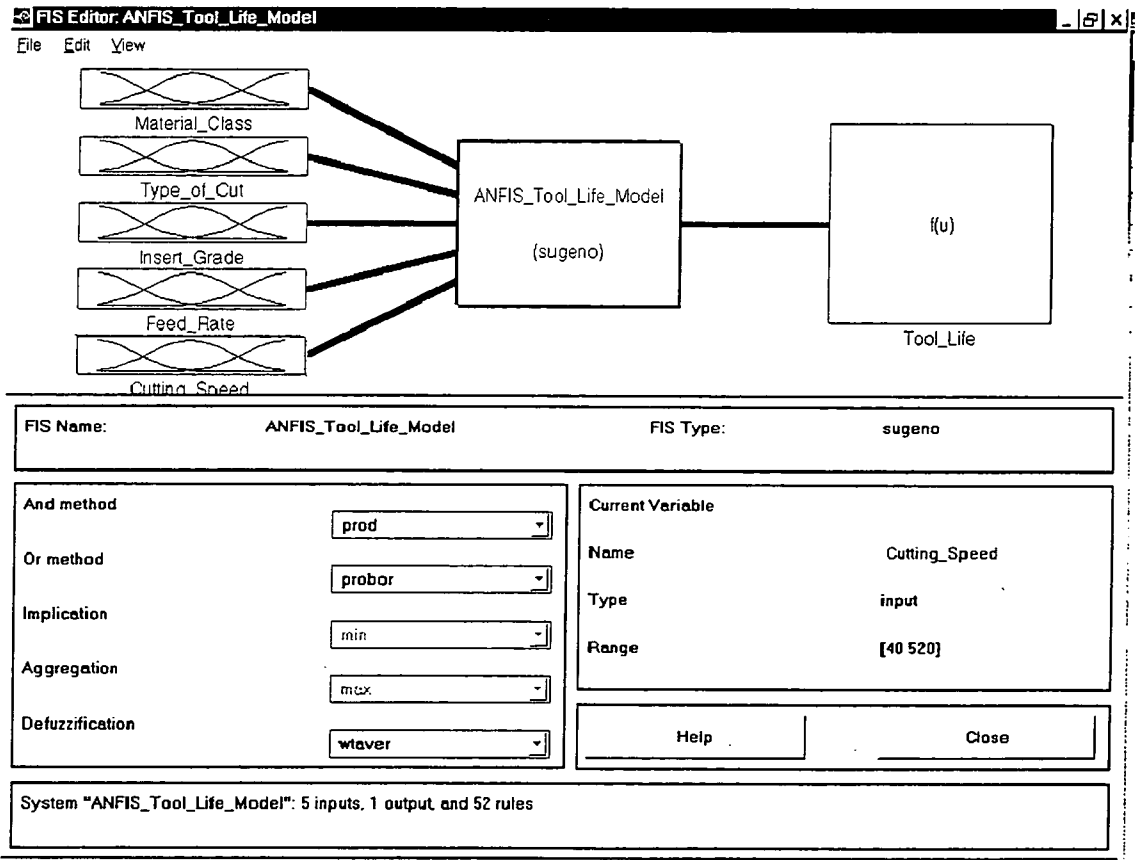 FIS Editor: ANFIS_Tool_Life_Model
File Edit View
Material_Class
Type_of_Cut
Insert_Grade
Feed_Rate
Cutting_Speed
ANFIS_Tool_Life_Model
(sugeno)
f(u)
Tool_Life
FIS Name: ANFIS_Tool_Life_Model FIS Type: sugeno
And method prod
Or method probor
Implication min
Aggregation max
Defuzzification wtaver
Current Variable
Name Cutting_Speed
Type input
Range [40 520]
Help Close
System "ANFIS_Tool_Life_Model": 5 inputs, 1 output, and 52 rules